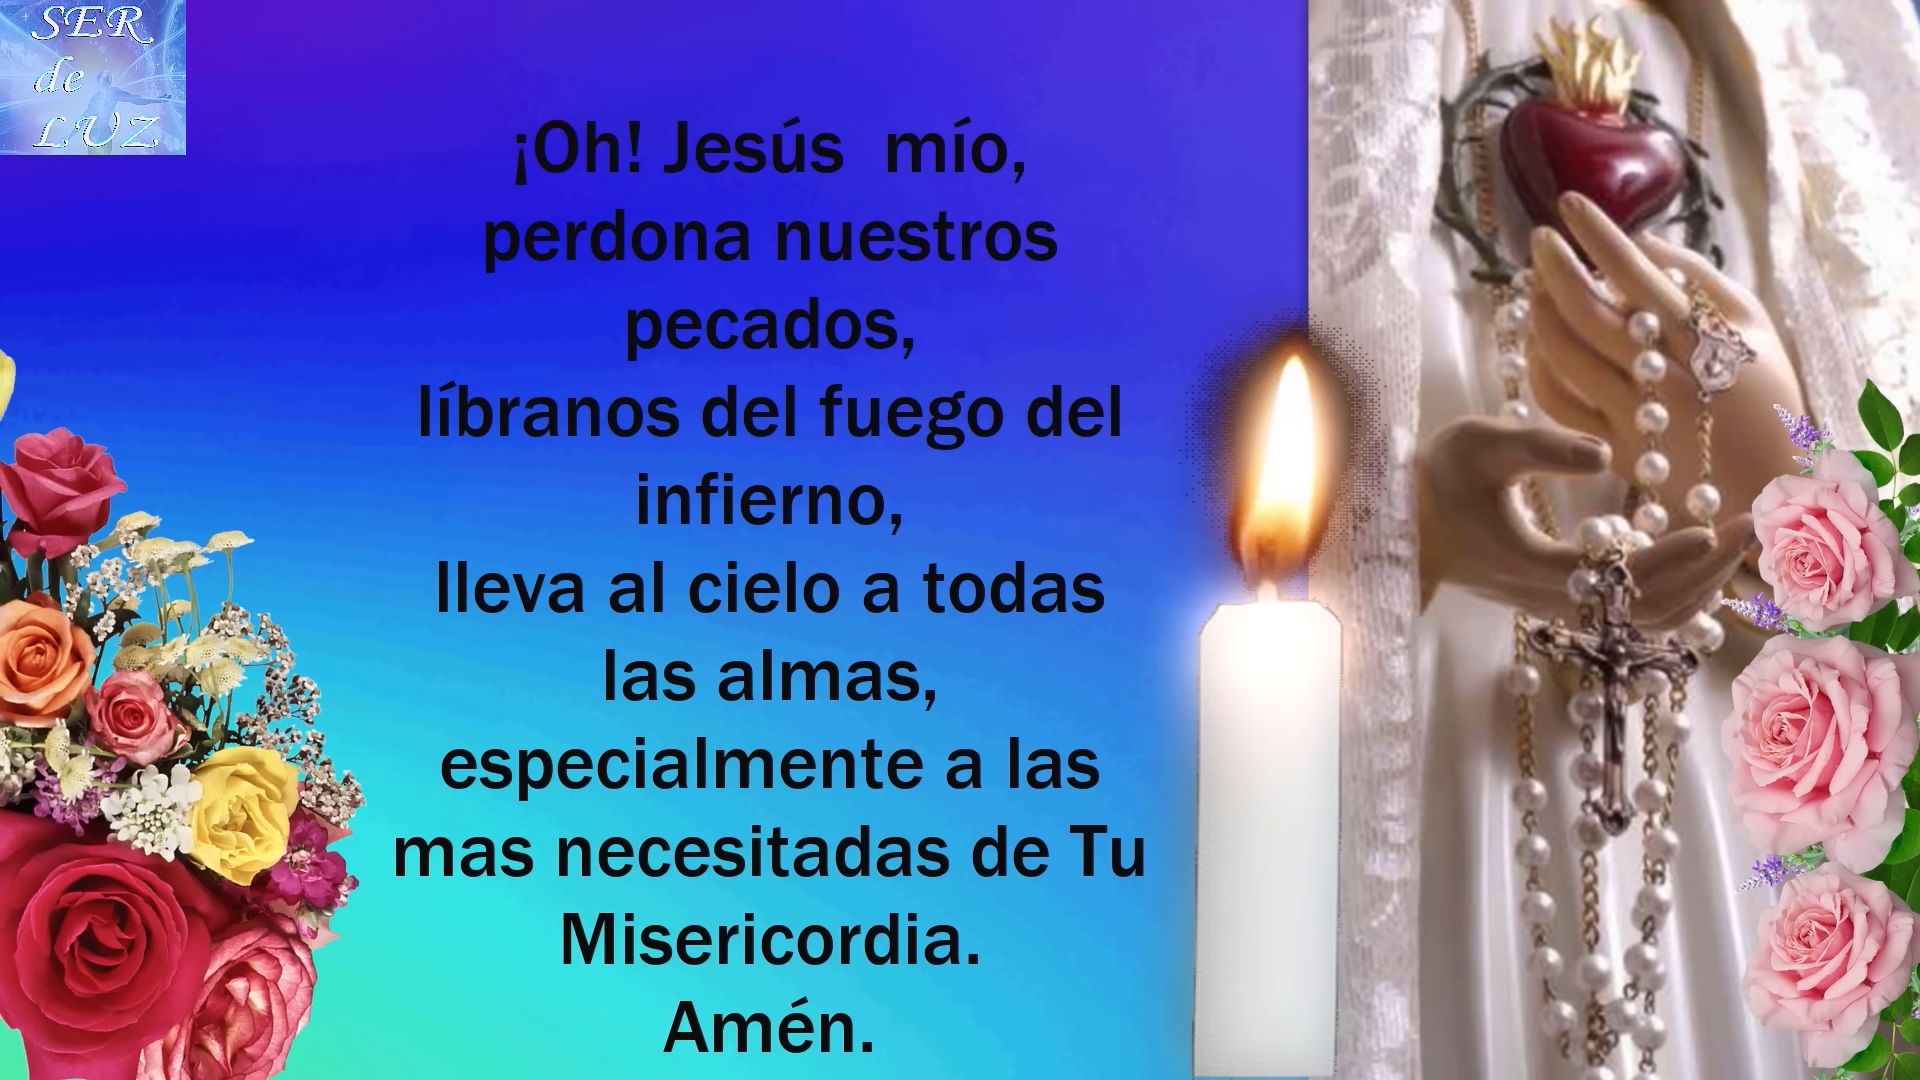 SER
de
LUZ
¡Oh! Jesús  mío,
perdona nuestros
pecados,
líbranos del fuego del
infierno,
lleva al cielo a todas
las almas,
especialmente a las
mas necesitadas de Tu
Misericordia.
Amén.